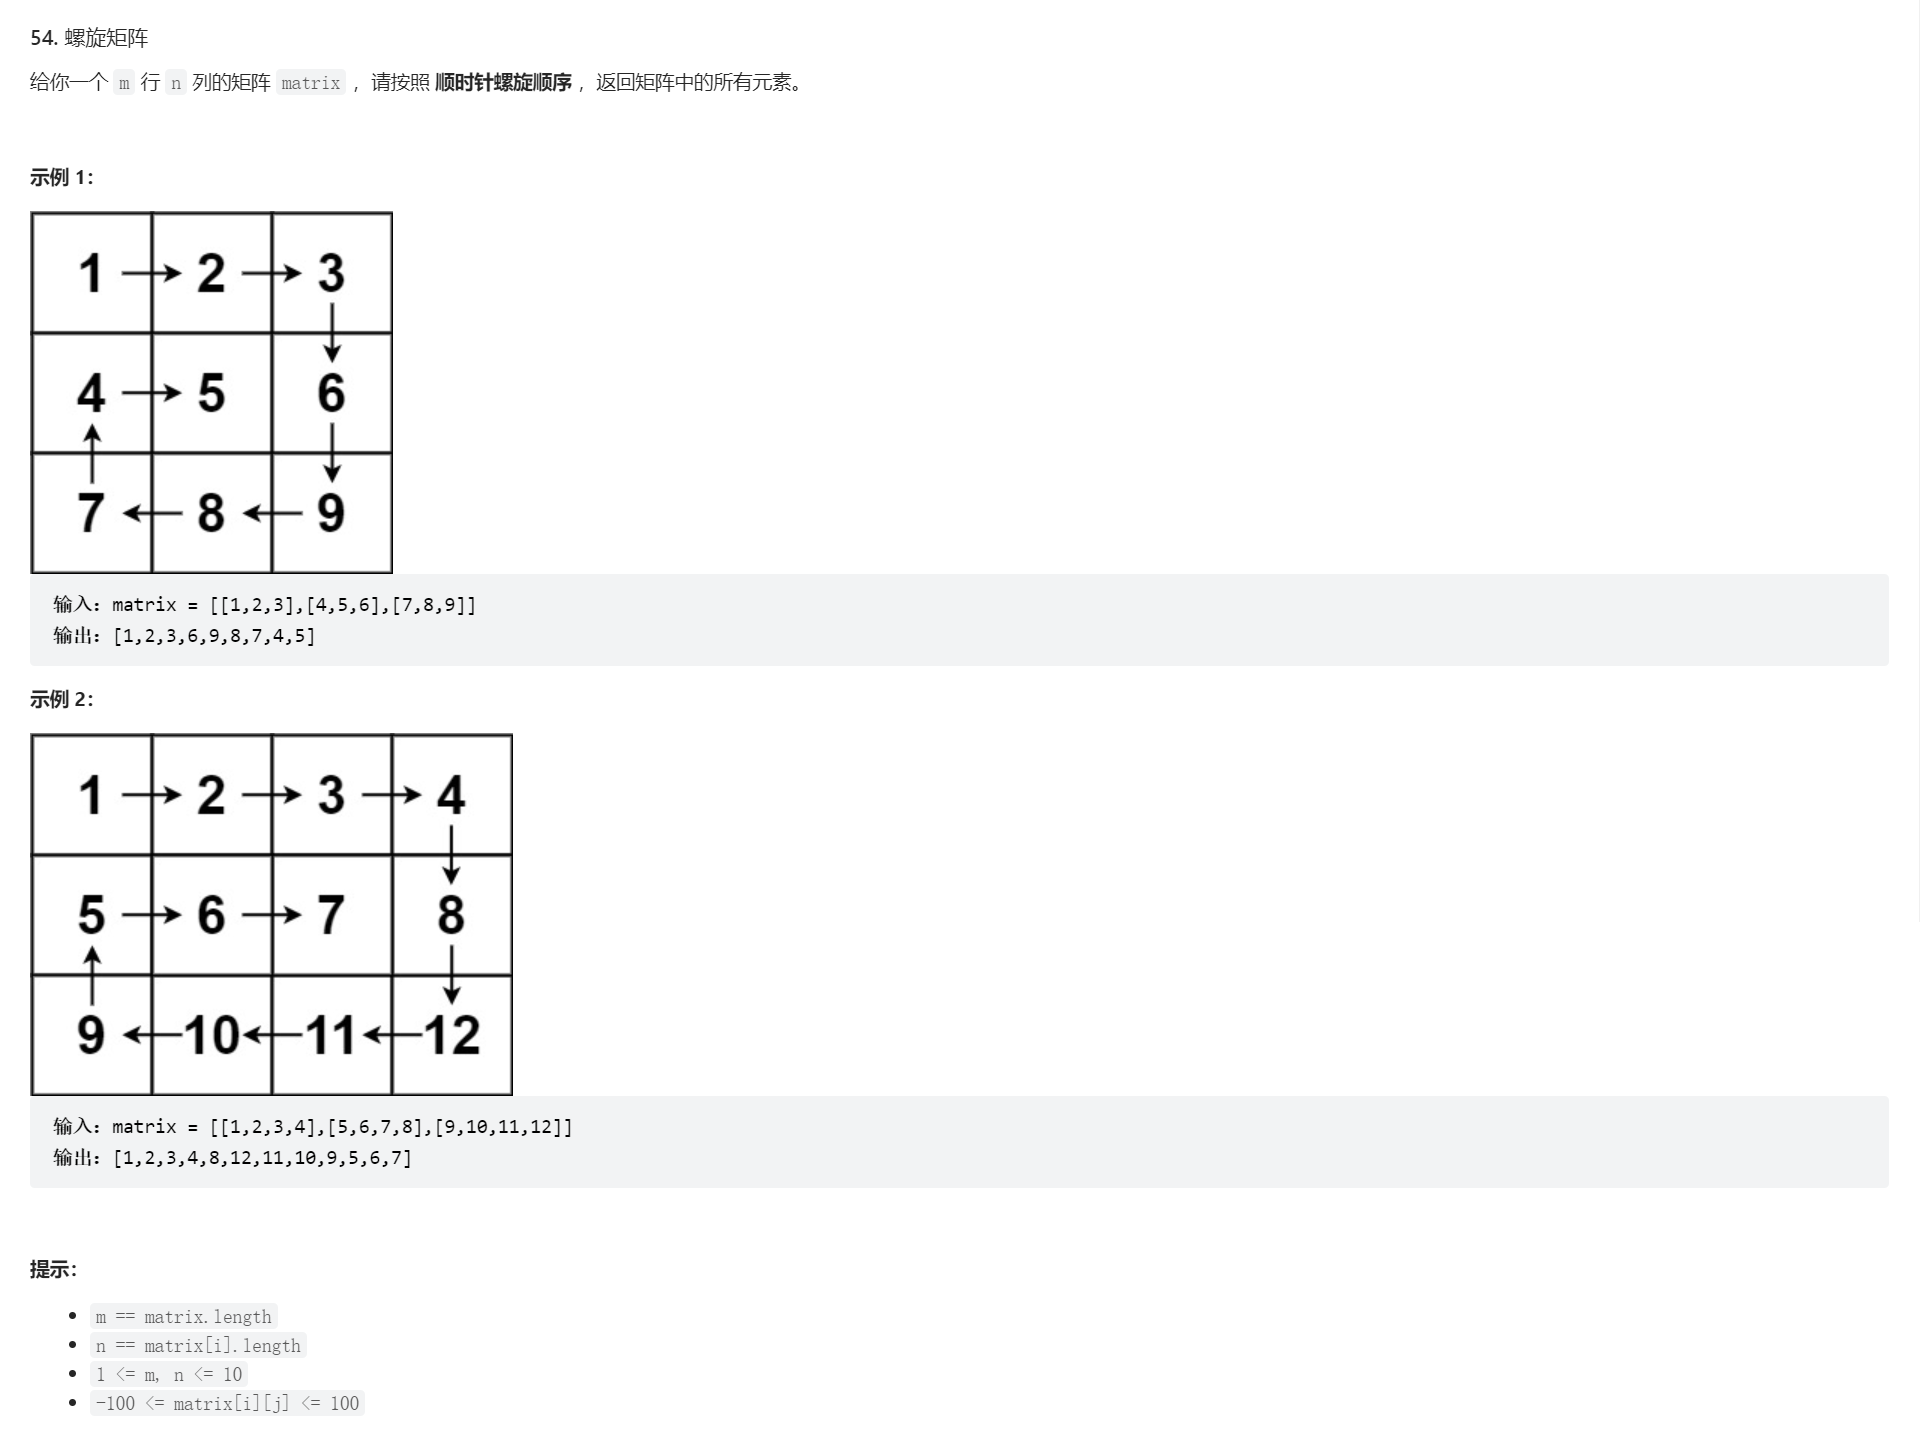 54. 螺旋矩阵
给你一个 m 行 n 列的矩阵 matrix ，请按照 顺时针螺旋顺序 ，返回矩阵中的所有元素。
示例 1：
1 2 3
4 5 6
7 8 9
输入：matrix = [[1,2,3],[4,5,6],[7,8,9]]
输出：[1,2,3,6,9,8,7,4,5]
示例 2：
1 2 3 4
5 6 7 8
9 10 11 12
输入：matrix = [[1,2,3,4],[5,6,7,8],[9,10,11,12]]
输出：[1,2,3,4,8,12,11,10,9,5,6,7]
提示：
m == matrix.length
n == matrix[i].length
1 <= m, n <= 10
-100 <= matrix[i][j] <= 100